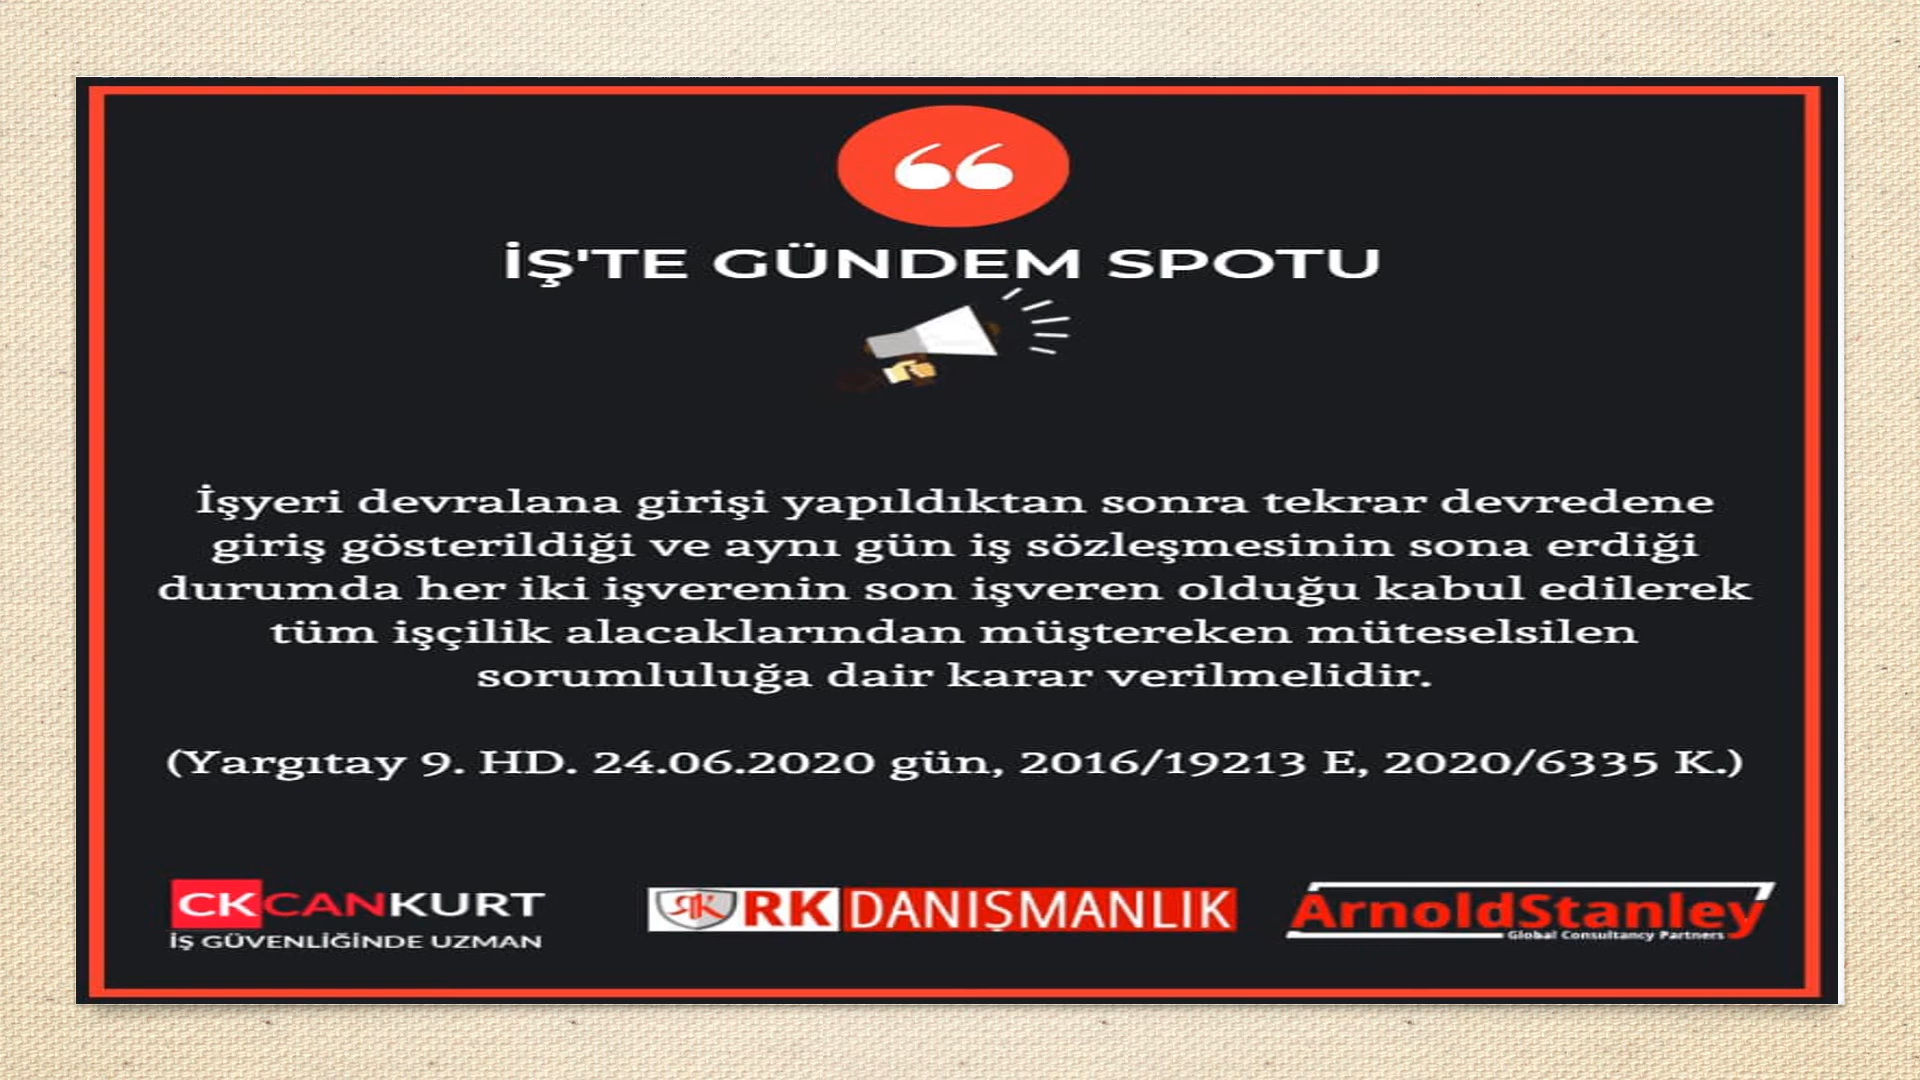 İŞ'TE GÜNDEM SPOTU
İşyeri devralana girişi yapıldıktan sonra tekrar devredene
giriş gösterildiği ve aynı gün iş sözleşmesinin sona erdiği
durumda her iki işverenin son işveren olduğu kabul edilerek
tüm işçilik alacaklarından müştereken müteselsilen
sorumluluğa dair karar verilmelidir.
(Yargıtay 9. HD. 24.06.2020 gün, 2016/19213 E, 2020/6335 K.)
CKCANKURT
İŞ GÜVENLİĞİNDE UZMAN
RK DANIŞMANLIK
ArnoldStanley
Global Consultancy Partners